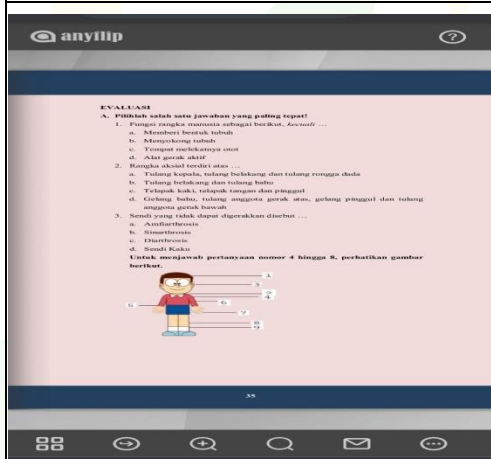 anyflip
?
EVALUASI
A. Pilihlah salah satu jawaban yang paling tepat!
1. Fungsi rangka manusia sebagai berikut, kecuali ...
a. Memberi bentuk tubuh
b. Menyokong tubuh
c. Tempat melekatnya otot
d. Alat gerak aktif
2. Rangka aksial terdiri atas ...
a. Tulang kepala, tulang belakang dan tulang rongga dada
b. Tulang belakang dan tulang bahu
c. Telapak kaki, telapak tangan dan pinggul
d. Gelang bahu, tulang anggota gerak atas, gelang pinggul dan tulang
anggota gerak bawah
3. Sendi yang tidak dapat digerakkan disebut ...
a. Amfiarthrosis
b. Sinarthrosis
c. Diarthrosis
d. Sendi Kaku
Untuk menjawab pertanyaan nomor 4 hingga 8, perhatikan gambar
berikut.
1
3
2
4
5
6
7
8
9
35